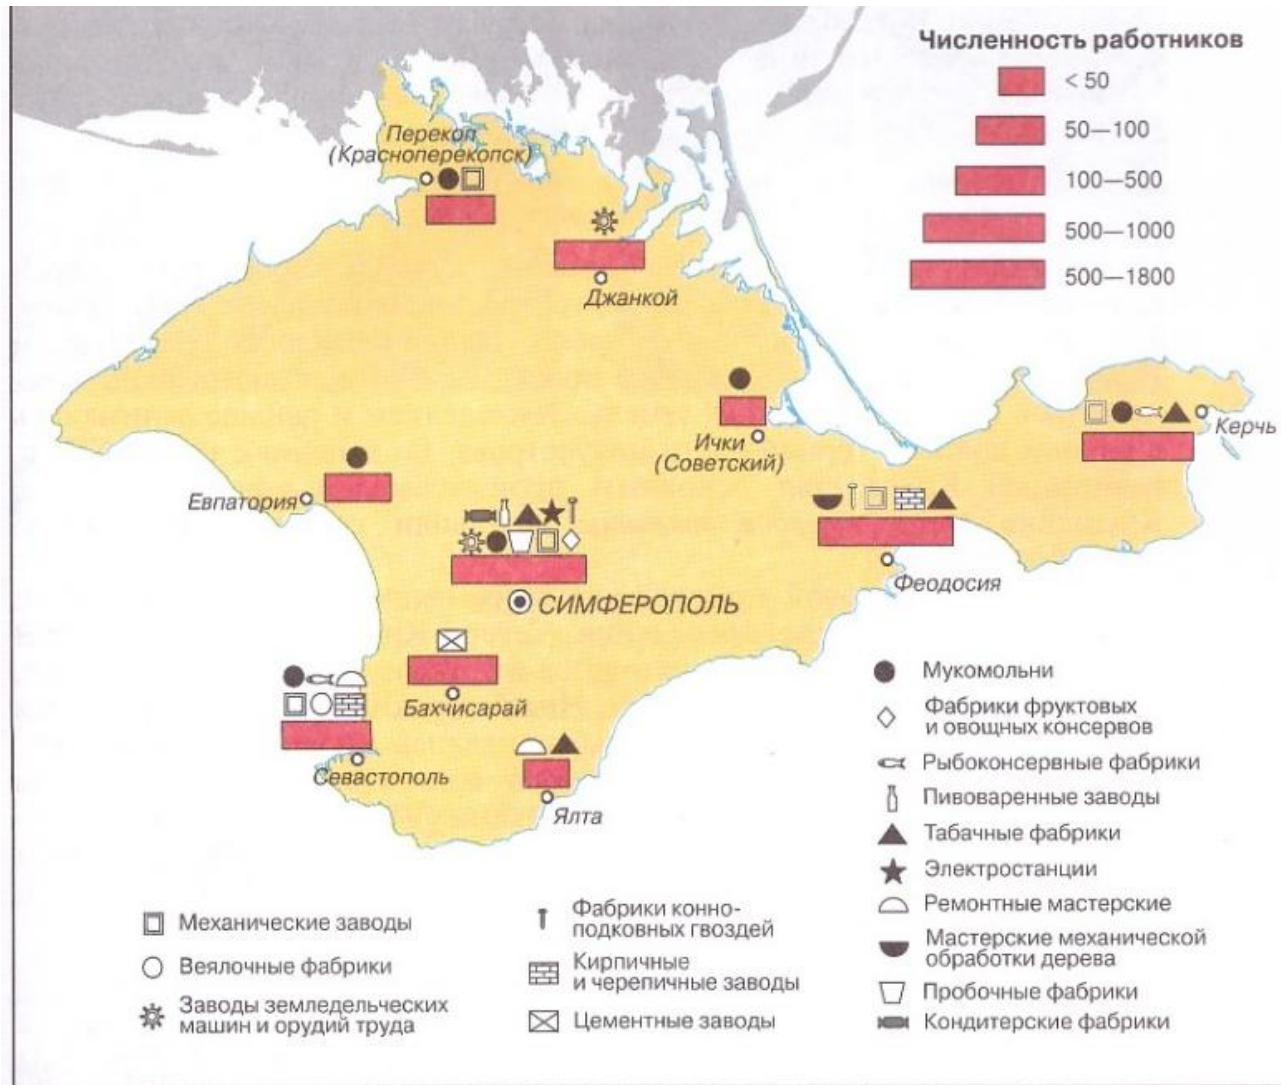 Численность работников
< 50
50—100
100—500
500—1000
500—1800
Перекоп
(Красноперекопск)
Джанкой
Ички
(Советский)
Керчь
Евпатория
Феодосия
СИМФЕРОПОЛЬ
Бахчисарай
Севастополь
Ялта
Мукомольни
Фабрики фруктовых
и овощных консервов
Рыбоконсервные фабрики
Пивоваренные заводы
Табачные фабрики
Электростанции
Ремонтные мастерские
Мастерские механической
обработки дерева
Пробочные фабрики
Кондитерские фабрики
Механические заводы
Веялочные фабрики
Заводы земледельческих
машин и орудий труда
Фабрики конно-
подковных гвоздей
Кирпичные
и черепичные заводы
Цементные заводы